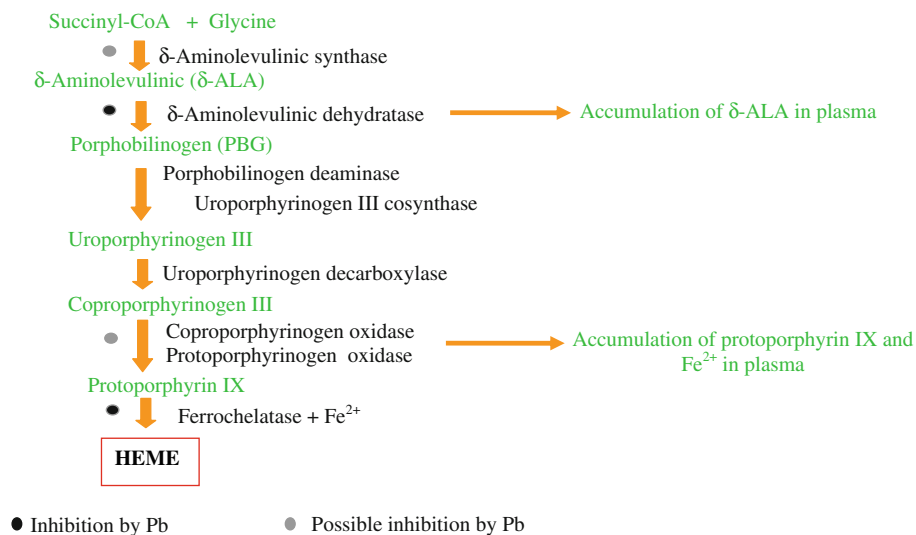 Succinyl-CoA + Glycine
δ-Aminolevulinic synthase
δ-Aminolevulinic (δ-ALA)
δ-Aminolevulinic dehydratase
Accumulation of δ-ALA in plasma
Porphobilinogen (PBG)
Porphobilinogen deaminase
Uroporphyrinogen III cosynthase
Uroporphyrinogen III
Uroporphyrinogen decarboxylase
Coproporphyrinogen III
Coproporphyrinogen oxidase
Protoporphyrinogen oxidase
Accumulation of protoporphyrin IX and
Fe²⁺ in plasma
Protoporphyrin IX
Ferrochelatase + Fe²⁺
HEME
Inhibition by Pb
Possible inhibition by Pb